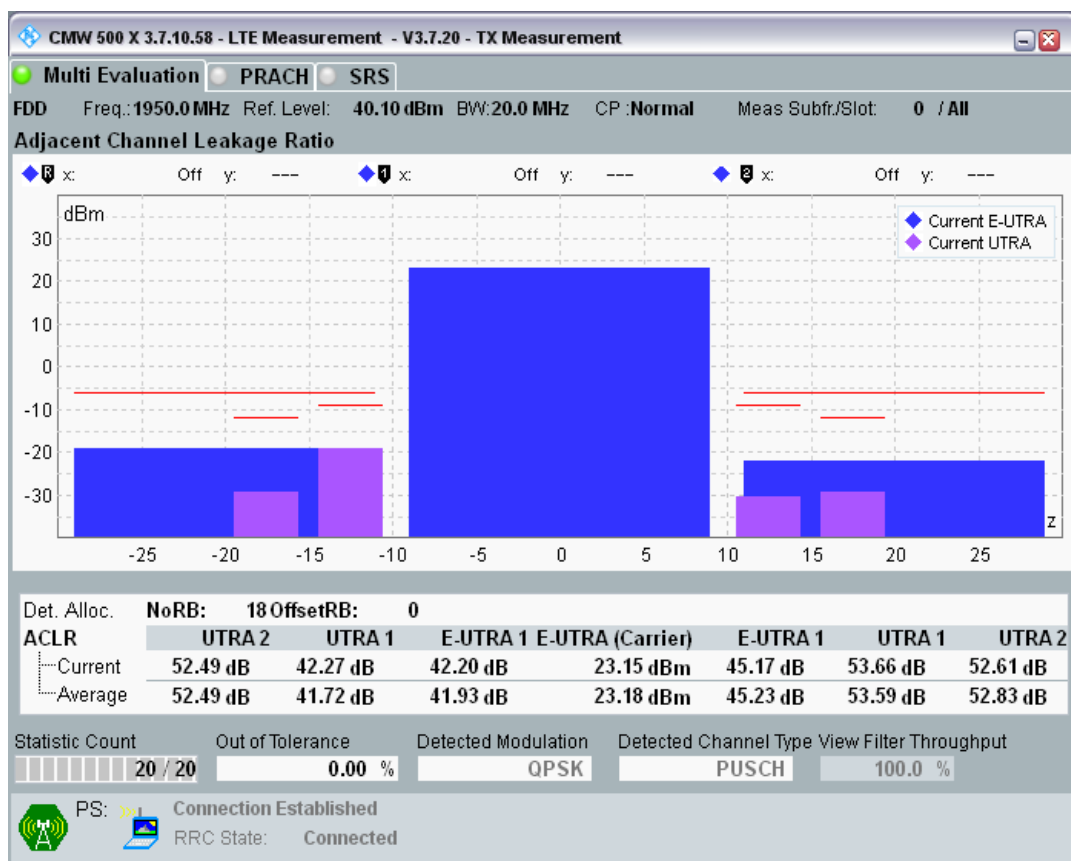 CMW 500 X 3.7.10.58 - LTE Measurement - V3.7.20 - TX Measurement
Multi Evaluation PRACH SRS
FDD Freq.: 1950.0 MHz Ref. Level: 40.10 dBm BW: 20.0 MHz CP : Normal Meas Subfr./Slot: 0 / All
Adjacent Channel Leakage Ratio
R x: Off y: --- 1 x: Off y: --- 2 x: Off y: ---
dBm
Current E-UTRA
Current UTRA
30
20
10
0
-10
-20
-30
z
-25 -20 -15 -10 -5 0 5 10 15 20 25
Det. Alloc. NoRB: 18 OffsetRB: 0
ACLR UTRA 2 UTRA 1 E-UTRA 1 E-UTRA (Carrier) E-UTRA 1 UTRA 1 UTRA 2
Current 52.49 dB 42.27 dB 42.20 dB 23.15 dBm 45.17 dB 53.66 dB 52.61 dB
Average 52.49 dB 41.72 dB 41.93 dB 23.18 dBm 45.23 dB 53.59 dB 52.83 dB
Statistic Count Out of Tolerance Detected Modulation Detected Channel Type View Filter Throughput
20 / 20 0.00 % QPSK PUSCH 100.0 %
PS: Connection Established
RRC State: Connected